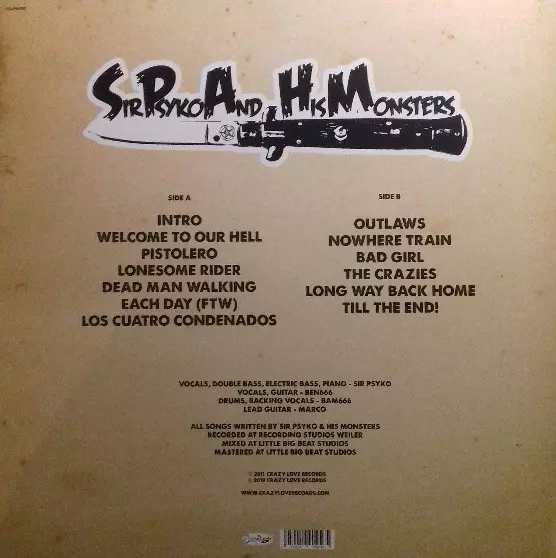 Sir Psyko And His Monsters
SIDE A
INTRO
WELCOME TO OUR HELL
PISTOLERO
LONESOME RIDER
DEAD MAN WALKING
EACH DAY (FTW)
LOS CUATRO CONDENADOS
SIDE B
OUTLAWS
NOWHERE TRAIN
BAD GIRL
THE CRAZIES
LONG WAY BACK HOME
TILL THE END!
VOCALS, DOUBLE BASS, ELECTRIC BASS, PIANO - SIR PSYKO
VOCALS, GUITAR - BEN666
DRUMS, BACKING VOCALS - BAM666
LEAD GUITAR - MARCO
ALL SONGS WRITTEN BY SIR PSYKO & HIS MONSTERS
RECORDED AT RECORDING STUDIOS WEILER
MIXED AT LITTLE BIG BEAT STUDIOS
MASTERED AT LITTLE BIG BEAT STUDIOS
℗ 2011 CRAZY LOVE RECORDS
© 2019 CRAZY LOVE RECORDS
WWW.CRAZYLOVERECORDS.COM